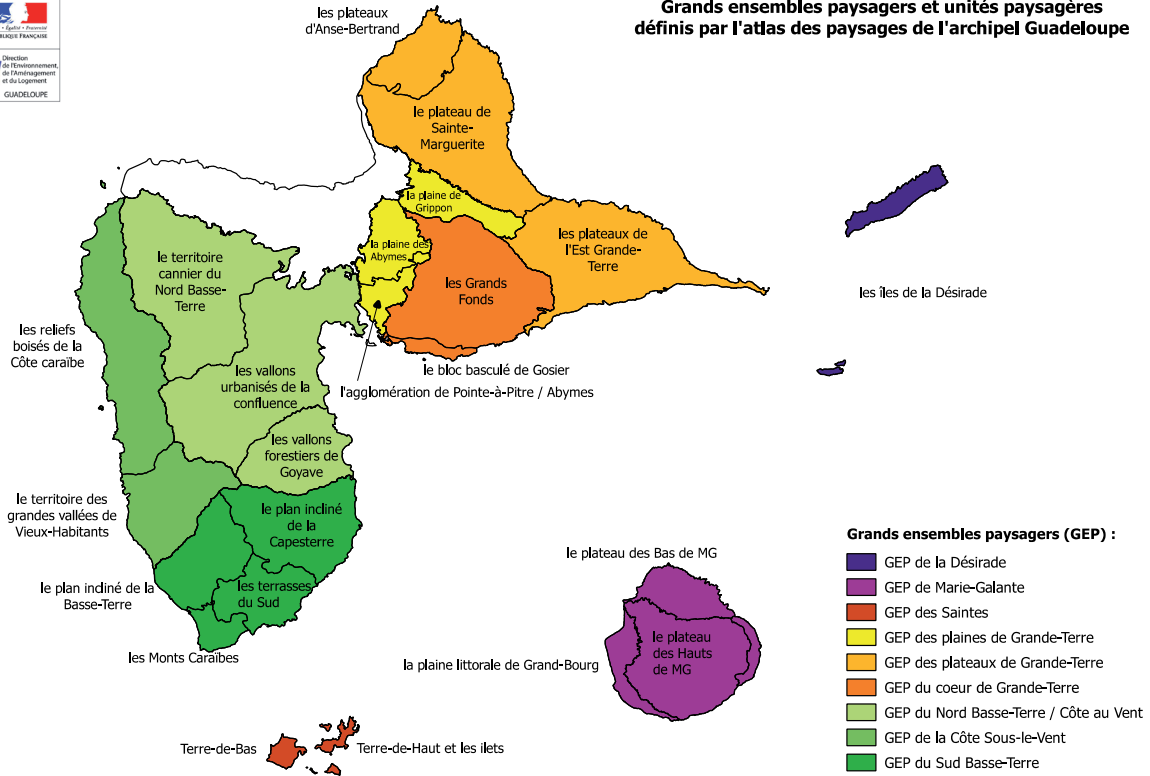 • Égalité • Fraternité
RÉPUBLIQUE FRANÇAISE
Direction
de l'Environnement,
de l'Aménagement
et du Logement
GUADELOUPE
Grands ensembles paysagers et unités paysagères
définis par l'atlas des paysages de l'archipel Guadeloupe
les plateaux
d'Anse-Bertrand
le plateau de
Sainte-
Marguerite
la plaine de
Grippon
la plaine des
Abymes
les plateaux de
l'Est Grande-
Terre
les Grands
Fonds
les îles de la Désirade
le territoire
cannier du
Nord Basse-
Terre
les reliefs
boisés de la
Côte caraïbe
le bloc basculé de Gosier
l'agglomération de Pointe-à-Pitre / Abymes
les vallons
urbanisés de la
confluence
les vallons
forestiers de
Goyave
le territoire des
grandes vallées de
Vieux-Habitants
le plan incliné
de la
Capesterre
le plan incliné de la
Basse-Terre
les terrasses
du Sud
les Monts Caraïbes
le plateau des Bas de MG
le plateau
des Hauts
de MG
la plaine littorale de Grand-Bourg
Terre-de-Bas
Terre-de-Haut et les ilets
Grands ensembles paysagers (GEP) :
GEP de la Désirade
GEP de Marie-Galante
GEP des Saintes
GEP des plaines de Grande-Terre
GEP des plateaux de Grande-Terre
GEP du coeur de Grande-Terre
GEP du Nord Basse-Terre / Côte au Vent
GEP de la Côte Sous-le-Vent
GEP du Sud Basse-Terre